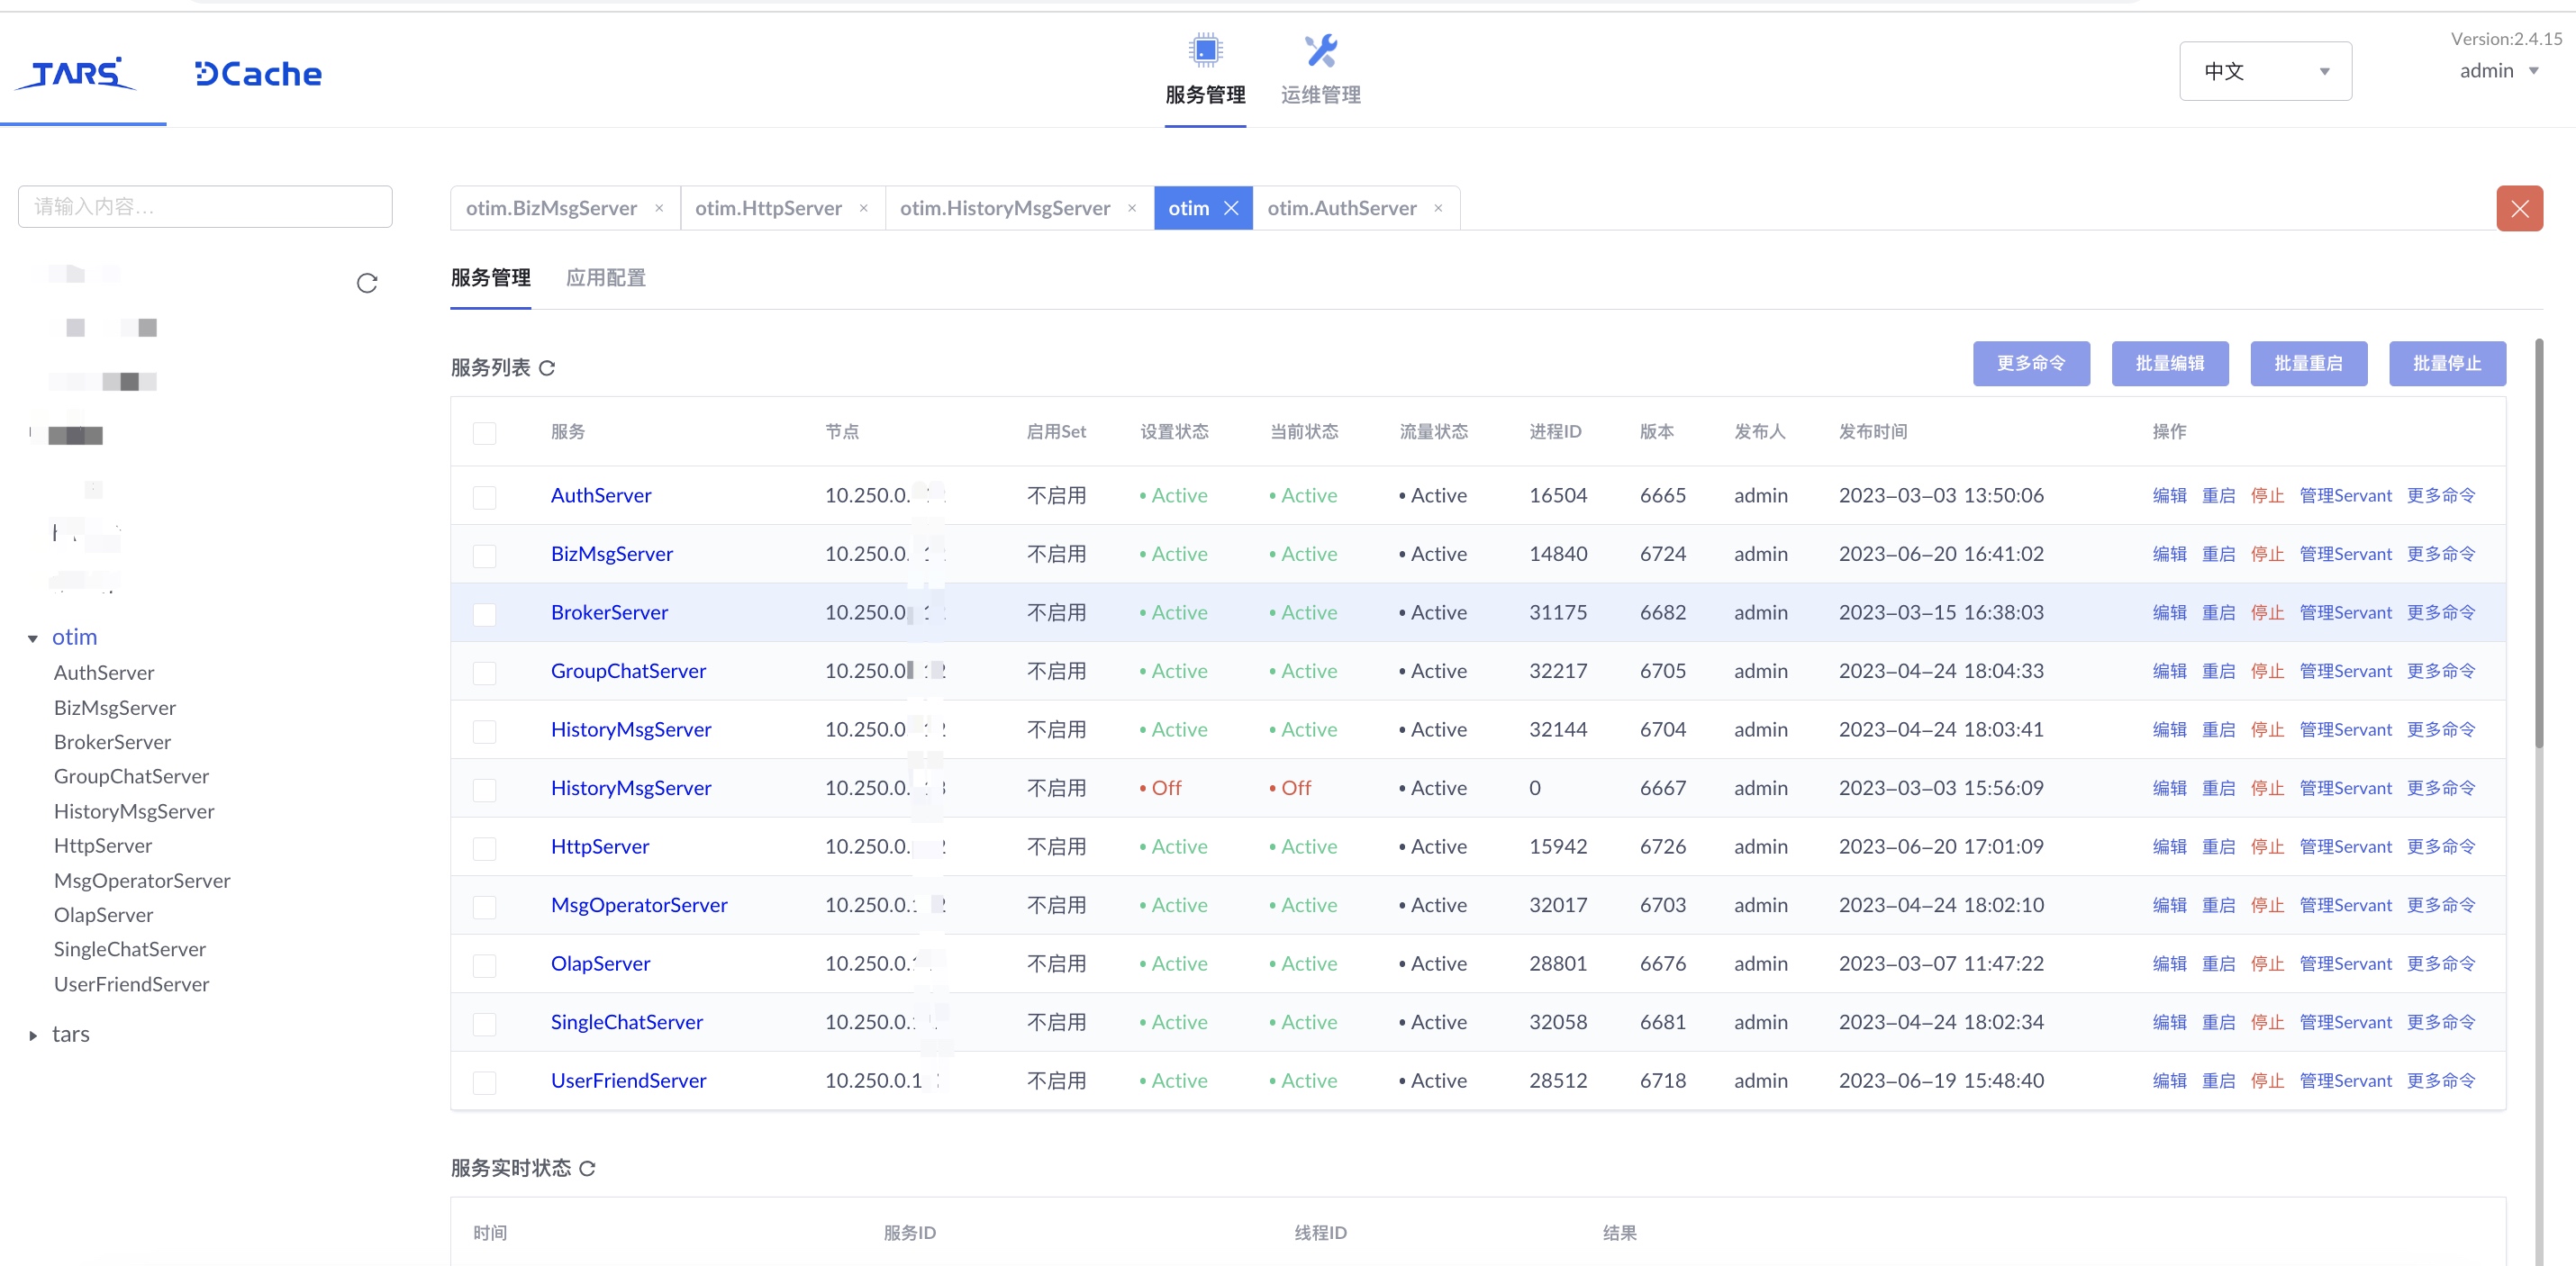 Version:2.4.15
TARS DCache 服务管理 运维管理 中文 admin
请输入内容...
otim.BizMsgServer × otim.HttpServer × otim.HistoryMsgServer × otim × otim.AuthServer ×
服务管理 应用配置
服务列表 更多命令 批量编辑 批量重启 批量停止
服务 节点 启用Set 设置状态 当前状态 流量状态 进程ID 版本 发布人 发布时间 操作
AuthServer 10.250.0. 不启用 • Active • Active • Active 16504 6665 admin 2023-03-03 13:50:06 编辑 重启 停止 管理Servant 更多命令
BizMsgServer 10.250.0. 不启用 • Active • Active • Active 14840 6724 admin 2023-06-20 16:41:02 编辑 重启 停止 管理Servant 更多命令
BrokerServer 10.250.0 不启用 • Active • Active • Active 31175 6682 admin 2023-03-15 16:38:03 编辑 重启 停止 管理Servant 更多命令
GroupChatServer 10.250.0 不启用 • Active • Active • Active 32217 6705 admin 2023-04-24 18:04:33 编辑 重启 停止 管理Servant 更多命令
HistoryMsgServer 10.250.0 不启用 • Active • Active • Active 32144 6704 admin 2023-04-24 18:03:41 编辑 重启 停止 管理Servant 更多命令
HistoryMsgServer 10.250.0. 不启用 • Off • Off • Active 0 6667 admin 2023-03-03 15:56:09 编辑 重启 停止 管理Servant 更多命令
HttpServer 10.250.0. 不启用 • Active • Active • Active 15942 6726 admin 2023-06-20 17:01:09 编辑 重启 停止 管理Servant 更多命令
MsgOperatorServer 10.250.0. 不启用 • Active • Active • Active 32017 6703 admin 2023-04-24 18:02:10 编辑 重启 停止 管理Servant 更多命令
OlapServer 10.250.0. 不启用 • Active • Active • Active 28801 6676 admin 2023-03-07 11:47:22 编辑 重启 停止 管理Servant 更多命令
SingleChatServer 10.250.0. 不启用 • Active • Active • Active 32058 6681 admin 2023-04-24 18:02:34 编辑 重启 停止 管理Servant 更多命令
UserFriendServer 10.250.0.1 不启用 • Active • Active • Active 28512 6718 admin 2023-06-19 15:48:40 编辑 重启 停止 管理Servant 更多命令
服务实时状态
时间 服务ID 线程ID 结果
otim
AuthServer
BizMsgServer
BrokerServer
GroupChatServer
HistoryMsgServer
HttpServer
MsgOperatorServer
OlapServer
SingleChatServer
UserFriendServer
tars